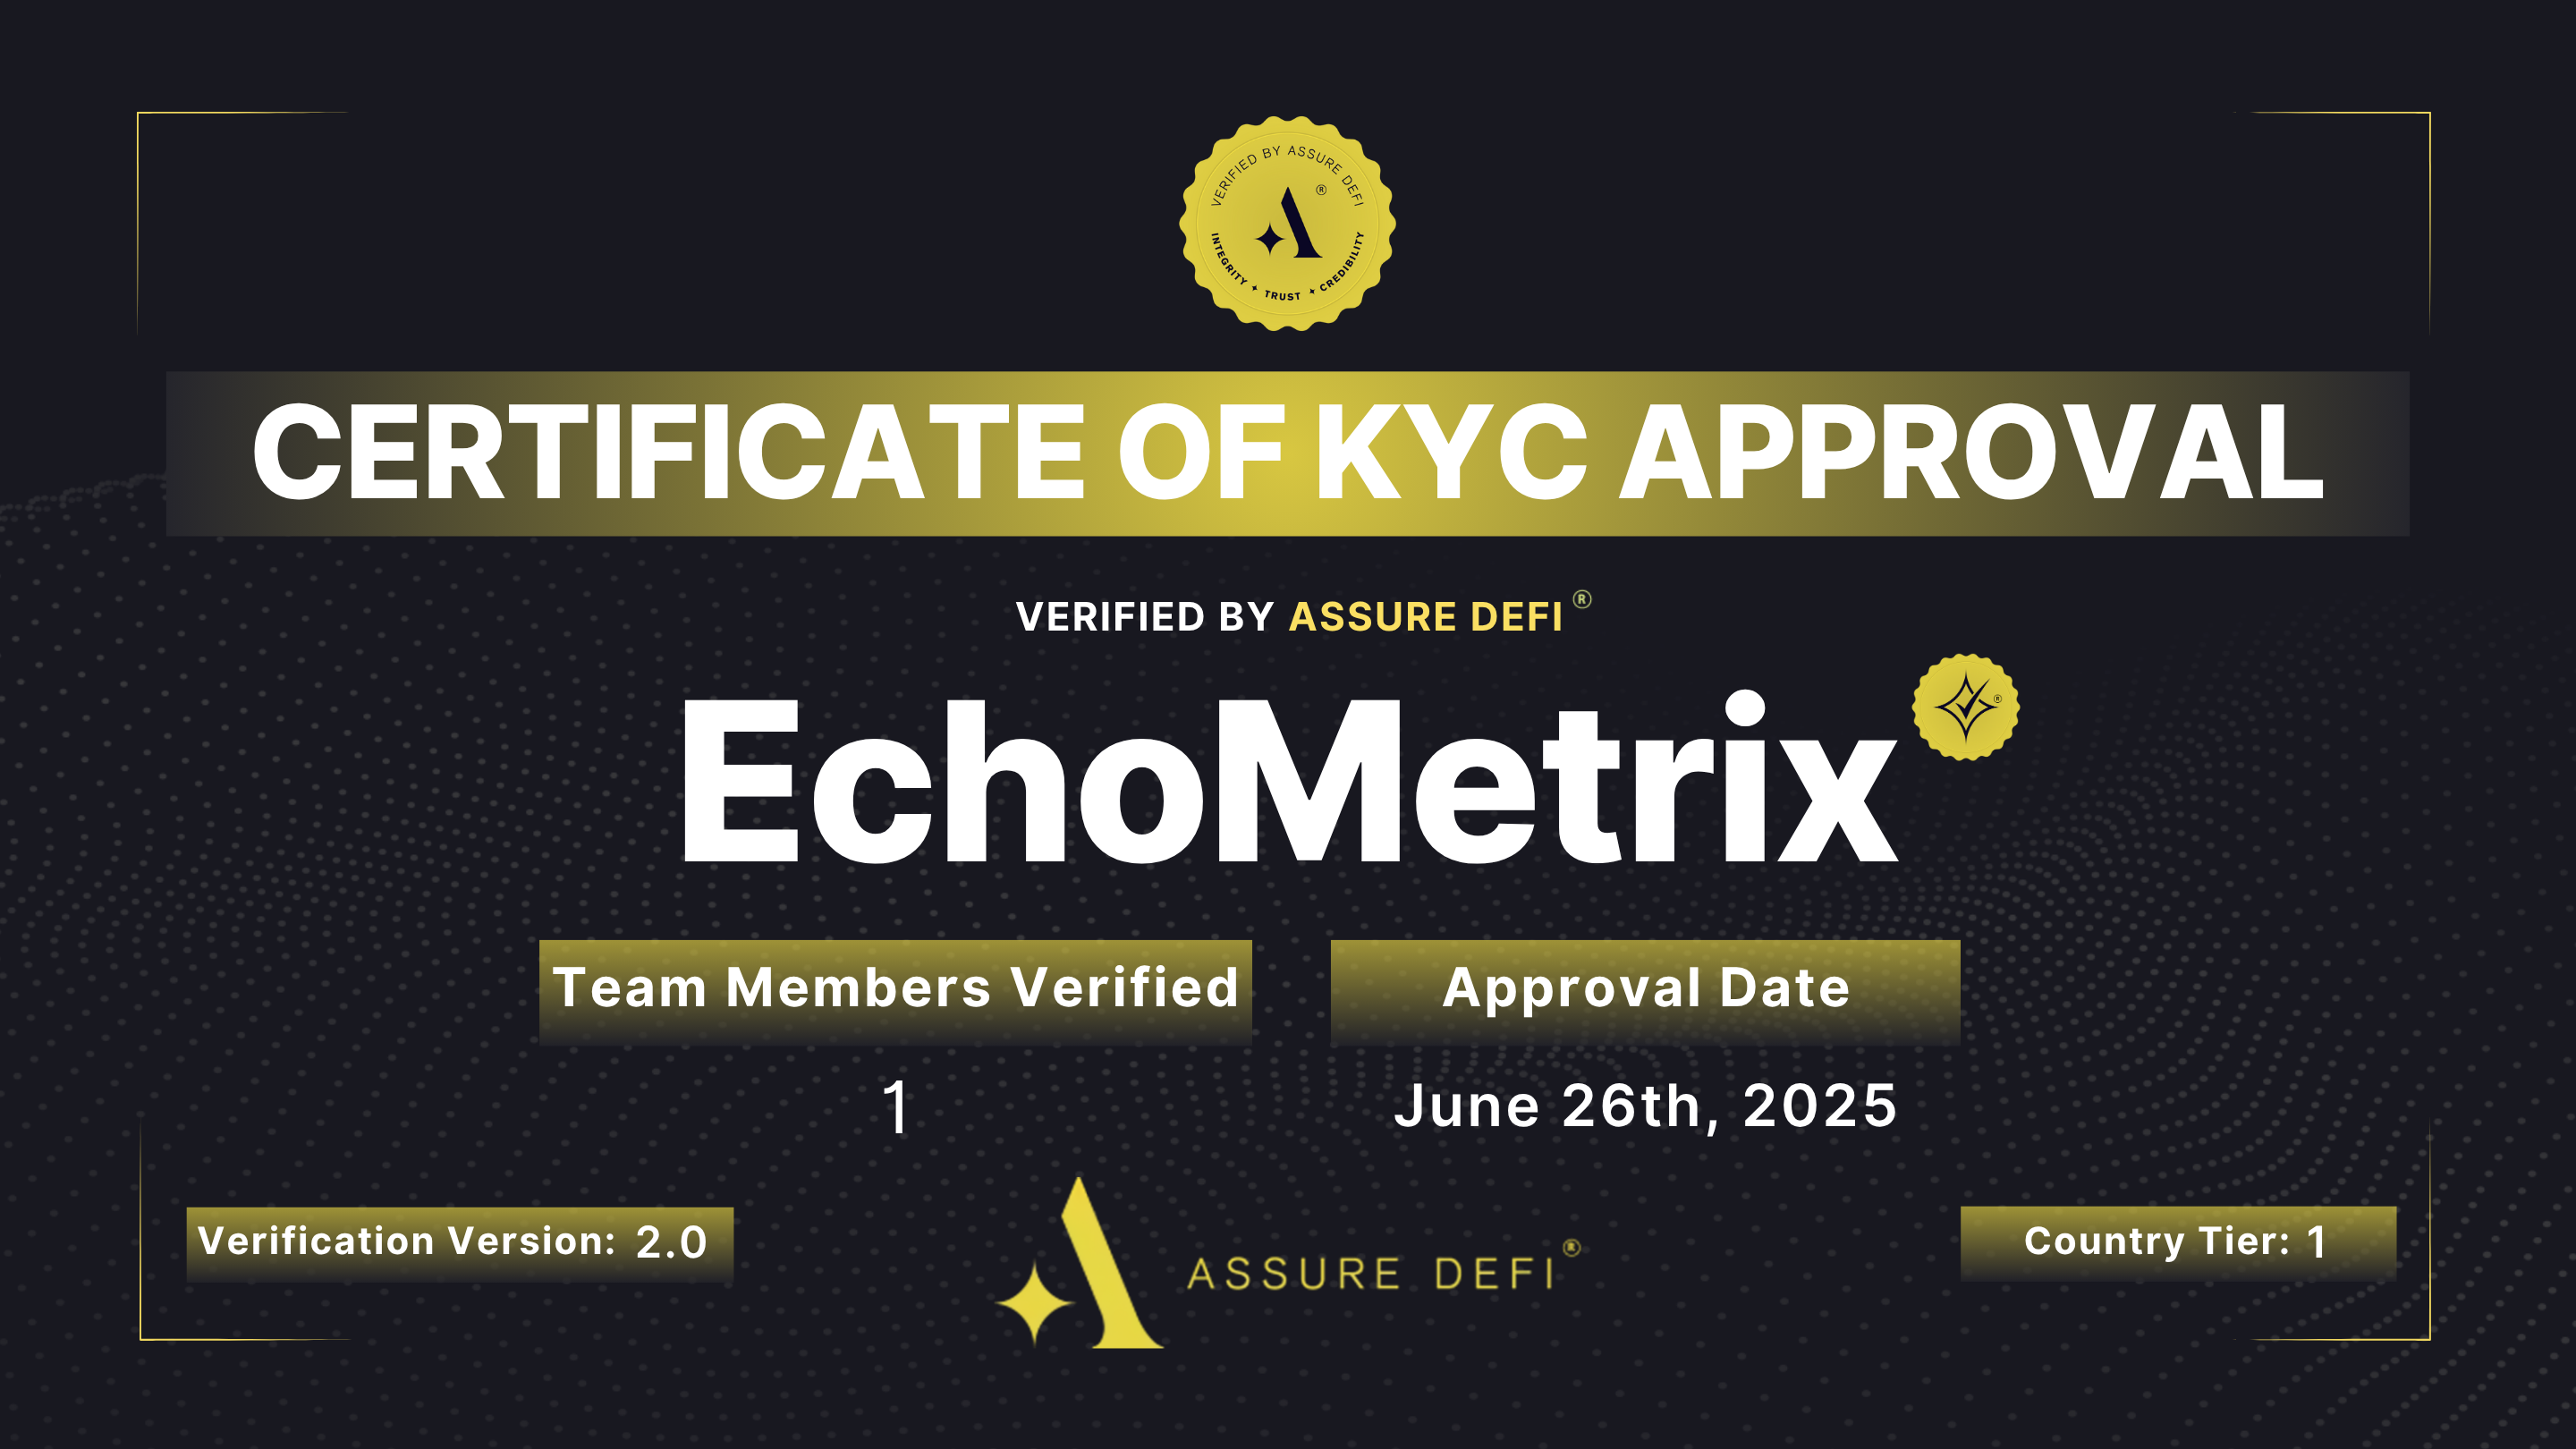 VERIFIED BY ASSURE DEFI
A ®
INTEGRITY ✦ TRUST ✦ CREDIBILITY
CERTIFICATE OF KYC APPROVAL
VERIFIED BY ASSURE DEFI ®
EchoMetrix
®
Team Members Verified
Approval Date
1
June 26th, 2025
Verification Version: 2.0
A ASSURE DEFI ®
Country Tier: 1